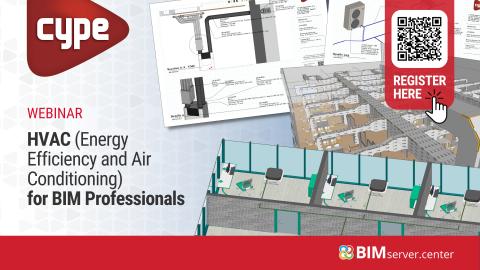 cype
REGISTER
HERE
WEBINAR
HVAC (Energy
Efficiency and Air
Conditioning)
for BIM Professionals
BIMserver.center